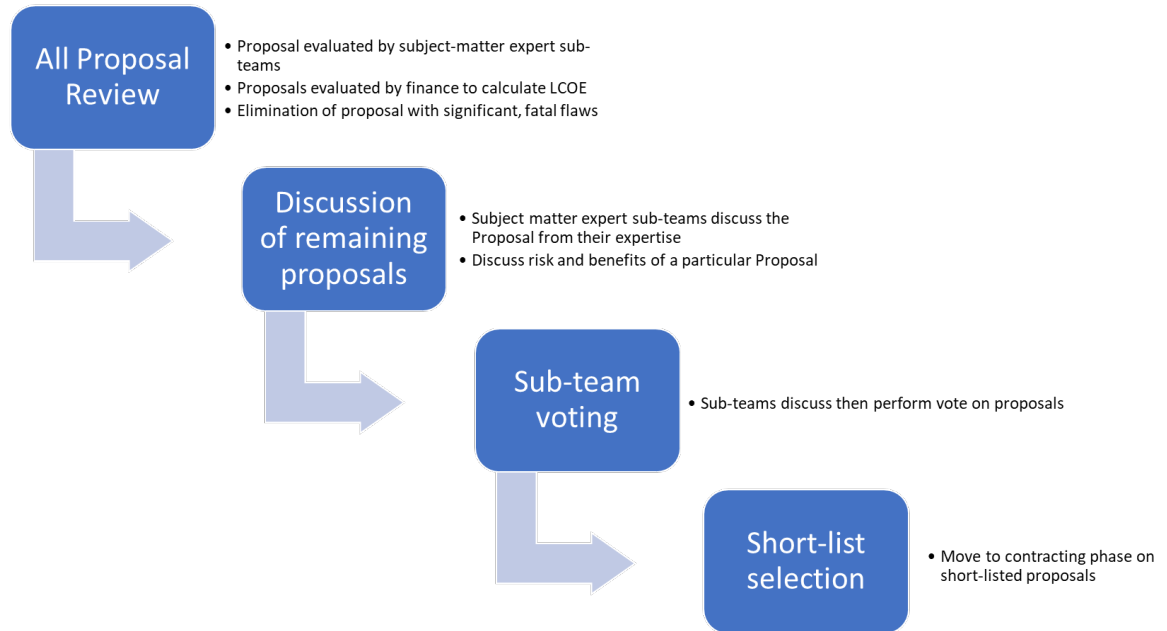 All Proposal
Review
• Proposal evaluated by subject-matter expert sub-
teams
• Proposals evaluated by finance to calculate LCOE
• Elimination of proposal with significant, fatal flaws
Discussion
of remaining
proposals
• Subject matter expert sub-teams discuss the
Proposal from their expertise
• Discuss risk and benefits of a particular Proposal
Sub-team
voting
• Sub-teams discuss then perform vote on proposals
Short-list
selection
• Move to contracting phase on
short-listed proposals